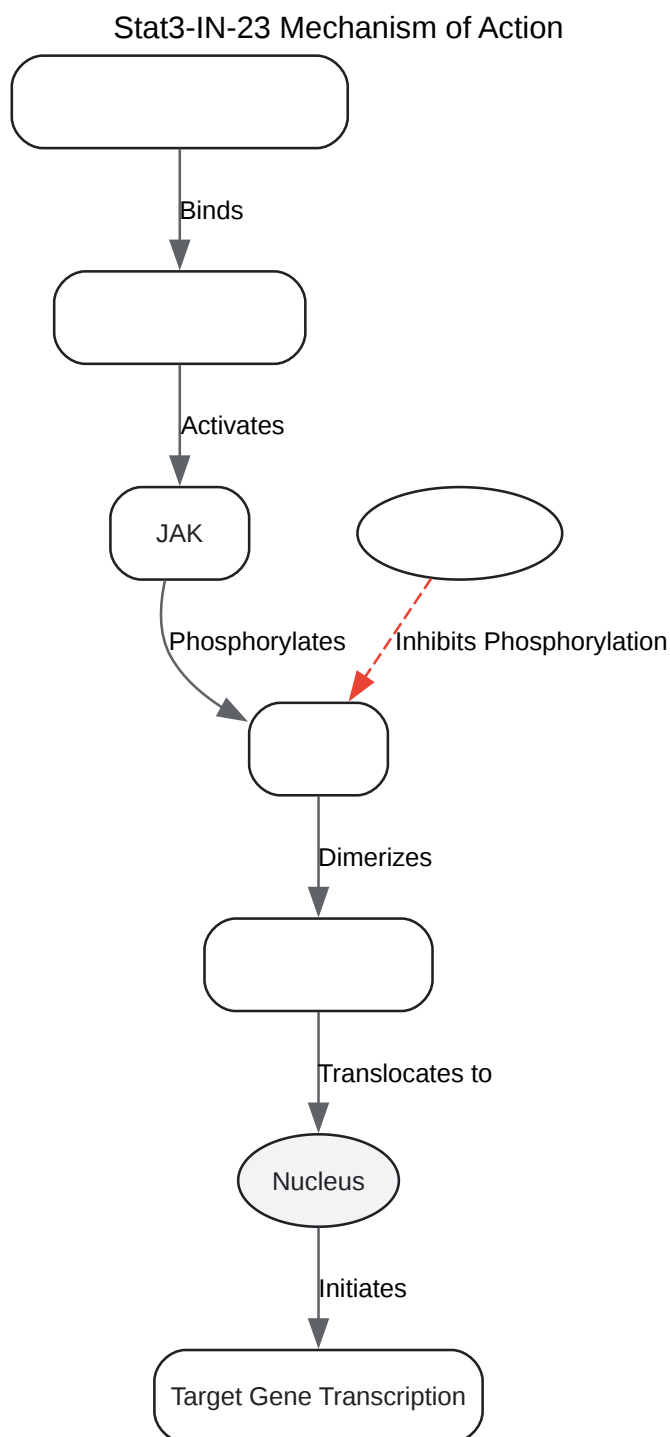 Stat3-IN-23 Mechanism of Action
Binds
Activates
JAK
Phosphorylates
Inhibits Phosphorylation
Dimerizes
Translocates to
Nucleus
Initiates
Target Gene Transcription